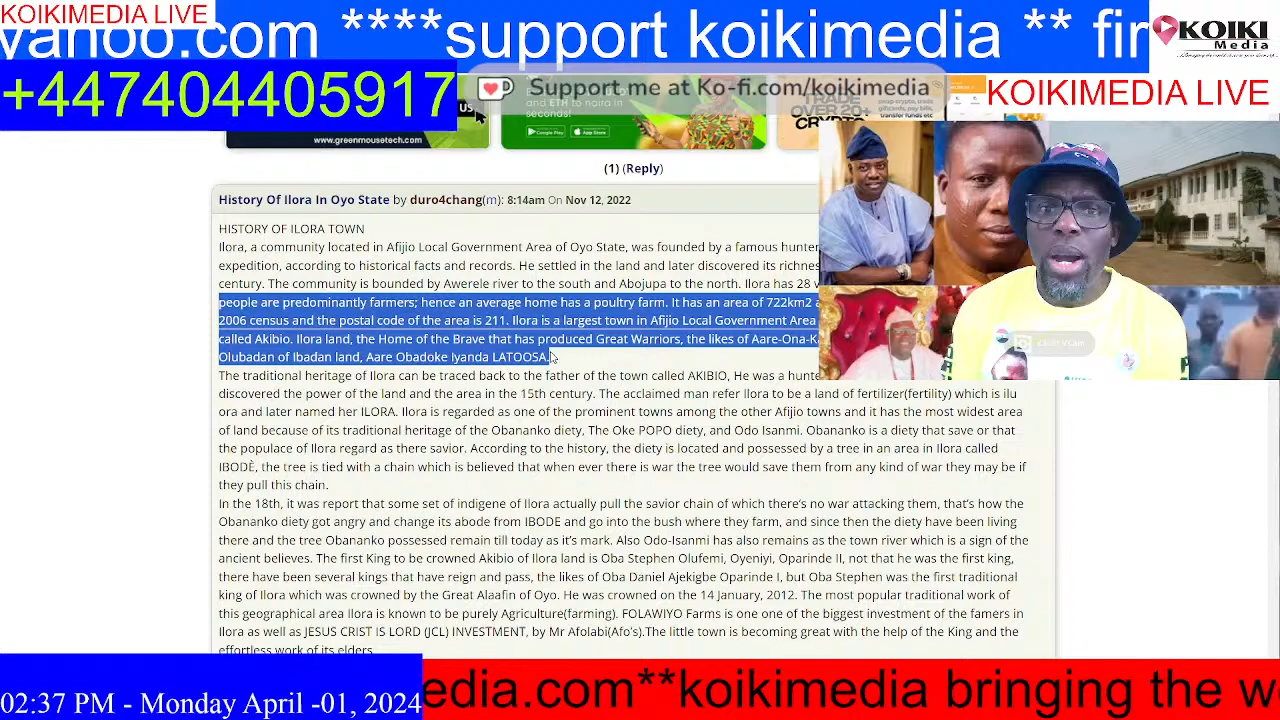 KOIKIMEDIA LIVE
yahoo.com ****support koikimedia ** fir
KOIKI
Media
+447404405917
Support me at Ko-fi.com/koikimedia
KOIKIMEDIA LIVE
ETH to naira in
seconds.
Google Play
App Store
TRADE
OVER 20+
CRYPTO
www.greenmousetech.com
(1) (Reply)
History Of Ilora In Oyo State by duro4chang(m): 8:14am On Nov 12, 2022
HISTORY OF ILORA TOWN
Ilora, a community located in Afijio Local Government Area of Oyo State, was founded by a famous hunter
expedition, according to historical facts and records. He settled in the land and later discovered its richnes
century. The community is bounded by Awerele river to the south and Abojupa to the north. Ilora has 28
people are predominantly farmers; hence an average home has a poultry farm. It has an area of 722km2
2006 census and the postal code of the area is 211. Ilora is a largest town in Afijio Local Government Area
called Akibio. Ilora land, the Home of the Brave that has produced Great Warriors, the likes of Aare-Ona-K
Olubadan of Ibadan land, Aare Obadoke Iyanda LATOOSA.
The traditional heritage of Ilora can be traced back to the father of the town called AKIBIO, He was a hunte
discovered the power of the land and the area in the 15th century. The acclaimed man refer Ilora to be a land of fertilizer(fertility) which is ilu
ora and later named her ILORA. Ilora is regarded as one of the prominent towns among the other Afijio towns and it has the most widest area
of land because of its traditional heritage of the Obananko diety, The Oke POPO diety, and Odo Isanmi. Obananko is a diety that save or that
the populace of Ilora regard as there savior. According to the history, the diety is located and possessed by a tree in an area in Ilora called
IBODÈ, the tree is tied with a chain which is believed that when ever there is war the tree would save them from any kind of war they may be if
they pull this chain.
In the 18th, it was report that some set of indigene of Ilora actually pull the savior chain of which there's no war attacking them, that's how the
Obananko diety got angry and change its abode from IBODE and go into the bush where they farm, and since then the diety have been living
there and the tree Obananko possessed remain till today as it's mark. Also Odo-Isanmi has also remains as the town river which is a sign of the
ancient believes. The first King to be crowned Akibio of Ilora land is Oba Stephen Olufemi, Oyeniyi, Oparinde II, not that he was the first king,
there have been several kings that have reign and pass, the likes of Oba Daniel Ajekigbe Oparinde I, but Oba Stephen was the first traditional
king of Ilora which was crowned by the Great Alaafin of Oyo. He was crowned on the 14 January, 2012. The most popular traditional work of
this geographical area Ilora is known to be purely Agriculture(farming). FOLAWIYO Farms is one one of the biggest investment of the famers in
Ilora as well as JESUS CRIST IS LORD (JCL) INVESTMENT, by Mr Afolabi(Afo's).The little town is becoming great with the help of the King and the
effortless work of its elders.
02:37 PM - Monday April -01, 2024
edia.com**koikimedia bringing the w